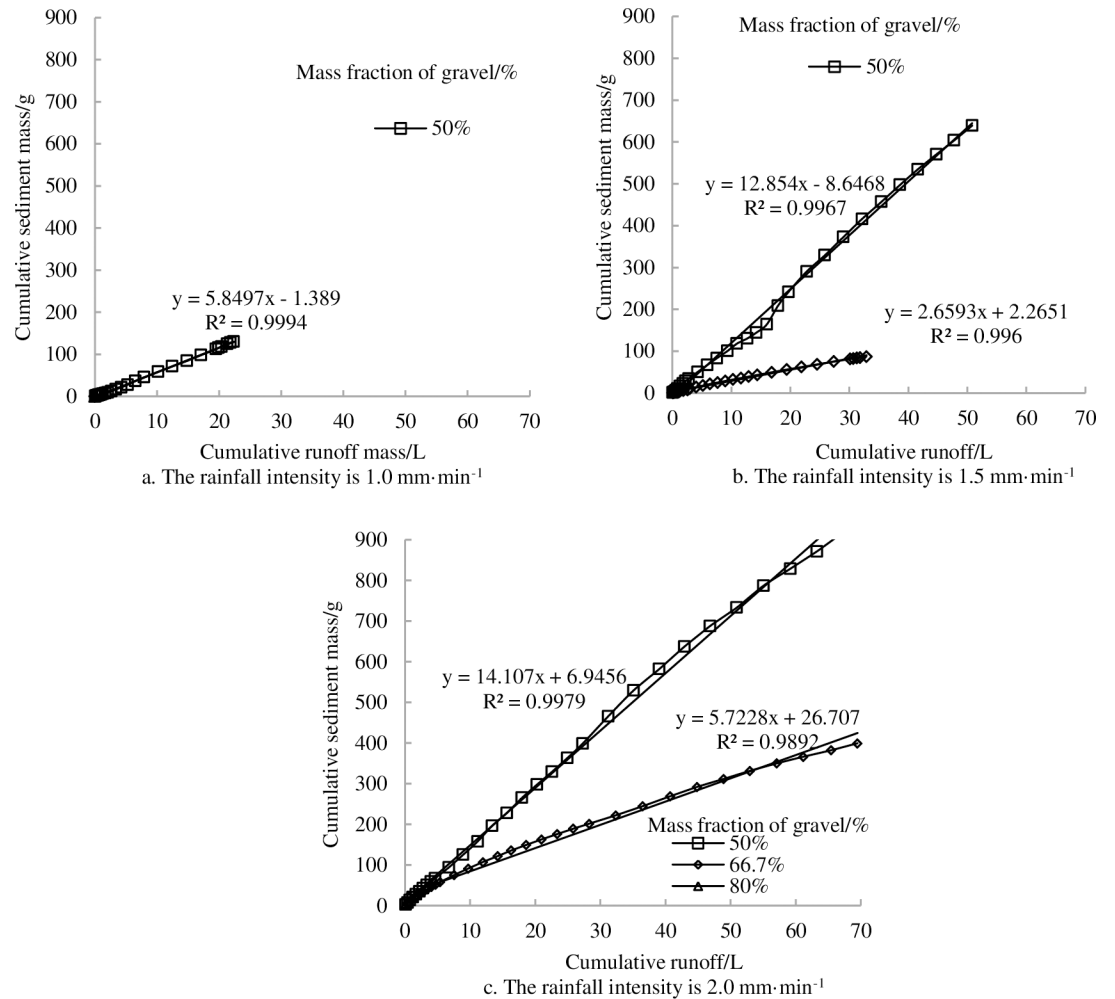 900
800
700
600
500
400
300
200
100
0
Cumulative sediment mass/g
Mass fraction of gravel/%
50%
y = 5.8497x - 1.389
R² = 0.9994
0 10 20 30 40 50 60 70
Cumulative runoff mass/L
a. The rainfall intensity is 1.0 mm·min⁻¹
900
800
700
600
500
400
300
200
100
0
Cumulative sediment mass/g
Mass fraction of gravel/%
50%
y = 12.854x - 8.6468
R² = 0.9967
y = 2.6593x + 2.2651
R² = 0.996
0 10 20 30 40 50 60 70
Cumulative runoff/L
b. The rainfall intensity is 1.5 mm·min⁻¹
900
800
700
600
500
400
300
200
100
0
Cumulative sediment mass/g
y = 14.107x + 6.9456
R² = 0.9979
y = 5.7228x + 26.707
R² = 0.9892
Mass fraction of gravel/%
50%
66.7%
80%
0 10 20 30 40 50 60 70
Cumulative runoff/L
c. The rainfall intensity is 2.0 mm·min⁻¹